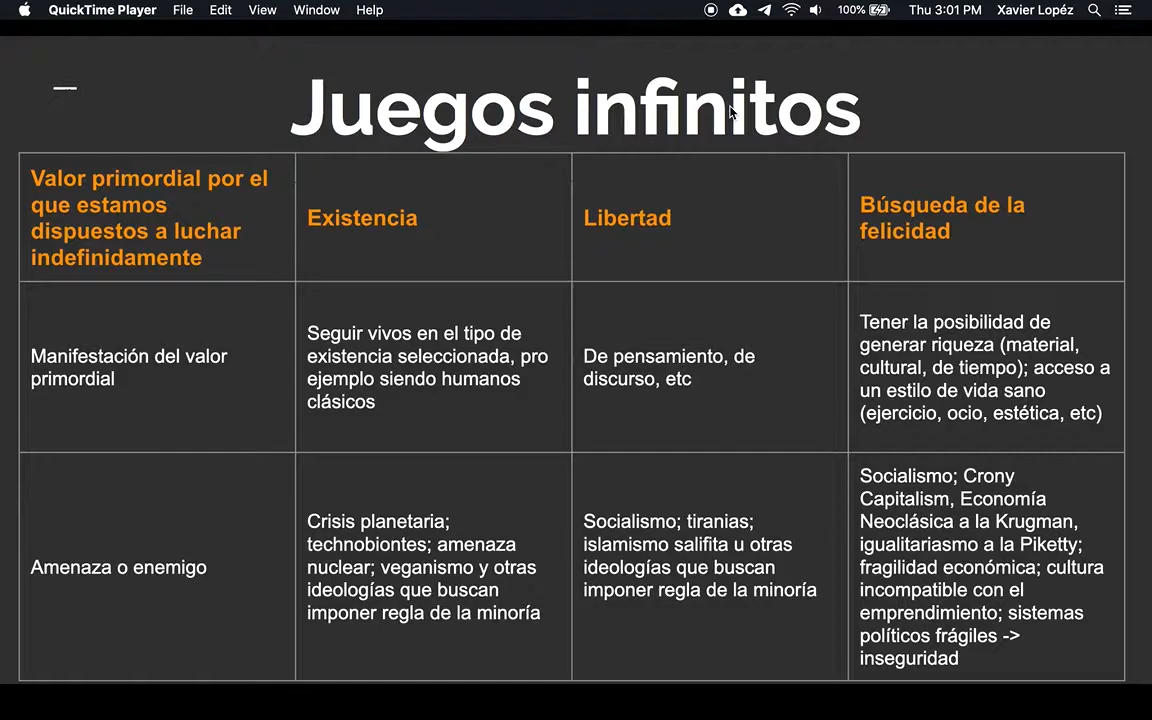 QuickTime Player File Edit View Window Help 100% Thu 3:01 PM Xavier Lopéz
Juegos infinitos
Valor primordial por el
que estamos
dispuestos a luchar
indefinidamente
Existencia
Libertad
Búsqueda de la
felicidad
Manifestación del valor
primordial
Seguir vivos en el tipo de
existencia seleccionada, pro
ejemplo siendo humanos
clásicos
De pensamiento, de
discurso, etc
Tener la posibilidad de
generar riqueza (material,
cultural, de tiempo); acceso a
un estilo de vida sano
(ejercicio, ocio, estética, etc)
Amenaza o enemigo
Crisis planetaria;
technobiontes; amenaza
nuclear; veganismo y otras
ideologías que buscan
imponer regla de la minoría
Socialismo; tiranias;
islamismo salifita u otras
ideologías que buscan
imponer regla de la minoría
Socialismo; Crony
Capitalism, Economía
Neoclásica a la Krugman,
igualitariasmo a la Piketty;
fragilidad económica; cultura
incompatible con el
emprendimiento; sistemas
políticos frágiles ->
inseguridad